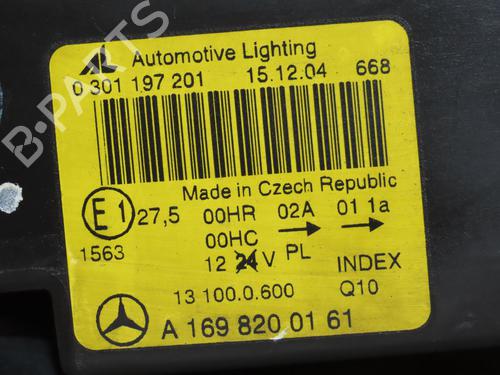 Automotive Lighting
0 301 197 201 15.12.04 668
Made in Czech Republic
E1 27,5 00HR 02A 01 1a
1563 00HC PL
12 24 V INDEX
13 100.0.600 Q10
A 169 820 01 61
B-PARTS